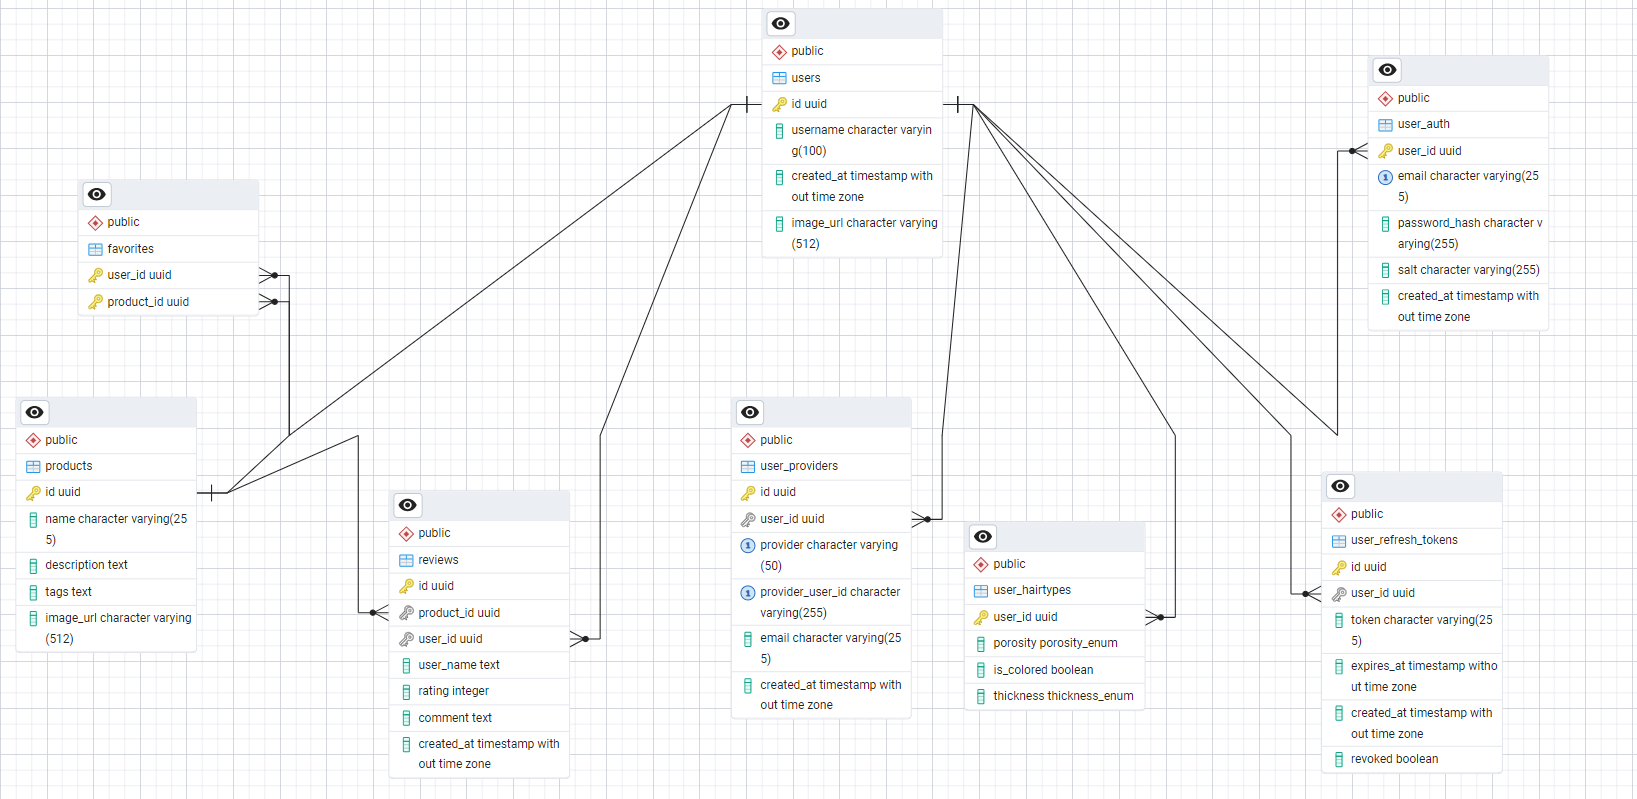 public
users
id uuid
username character varyin
g(100)
created_at timestamp with
out time zone
image_url character varying
(512)
public
user_auth
user_id uuid
email character varying(25
5)
password_hash character v
arying(255)
salt character varying(255)
created_at timestamp with
out time zone
public
favorites
user_id uuid
product_id uuid
public
products
id uuid
name character varying(25
5)
description text
tags text
image_url character varying
(512)
public
reviews
id uuid
product_id uuid
user_id uuid
user_name text
rating integer
comment text
created_at timestamp with
out time zone
public
user_providers
id uuid
user_id uuid
1
provider character varying
(50)
1
provider_user_id character
varying(255)
email character varying(25
5)
created_at timestamp with
out time zone
public
user_hairtypes
user_id uuid
porosity porosity_enum
is_colored boolean
thickness thickness_enum
public
user_refresh_tokens
id uuid
user_id uuid
token character varying(25
5)
expires_at timestamp witho
ut time zone
created_at timestamp with
out time zone
revoked boolean